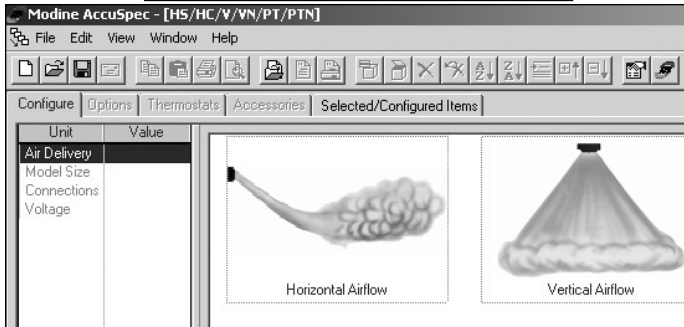 Modine AccuSpec - [HS/HC/V/VN/PT/PTN]
File Edit View Window Help
Configure Options Thermostats Accessories Selected/Configured Items
Unit Value
Air Delivery
Model Size
Connections
Voltage
Horizontal Airflow
Vertical Airflow